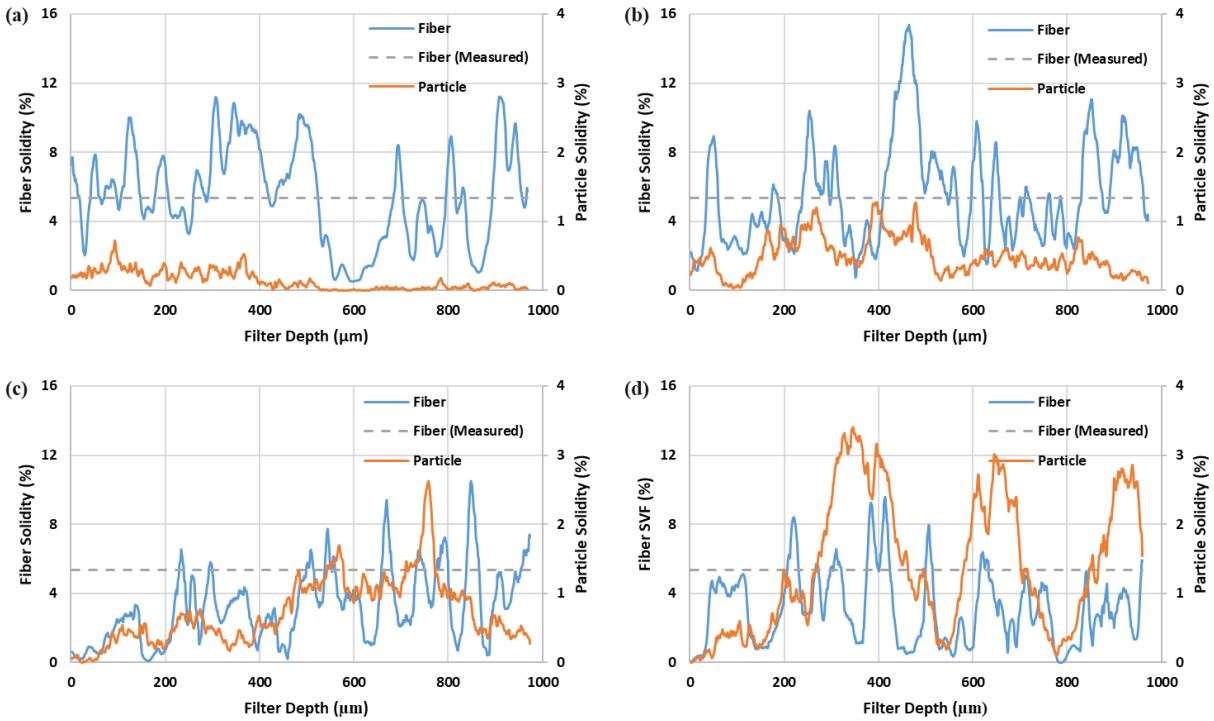 (a)
16
12
8
4
0
Fiber Solidity (%)
Fiber
Fiber (Measured)
Particle
4
3
2
1
0
Particle Solidity (%)
0 200 400 600 800 1000
Filter Depth (µm)
(b)
16
12
8
4
0
Fiber Solidity (%)
Fiber
Fiber (Measured)
Particle
4
3
2
1
0
Particle Solidity (%)
0 200 400 600 800 1000
Filter Depth (µm)
(c)
16
12
8
4
0
Fiber Solidity (%)
Fiber
Fiber (Measured)
Particle
4
3
2
1
0
Particle Solidity (%)
0 200 400 600 800 1000
Filter Depth (µm)
(d)
16
12
8
4
0
Fiber SVF (%)
Fiber
Fiber (Measured)
Particle
4
3
2
1
0
Particle Solidity (%)
0 200 400 600 800 1000
Filter Depth (µm)